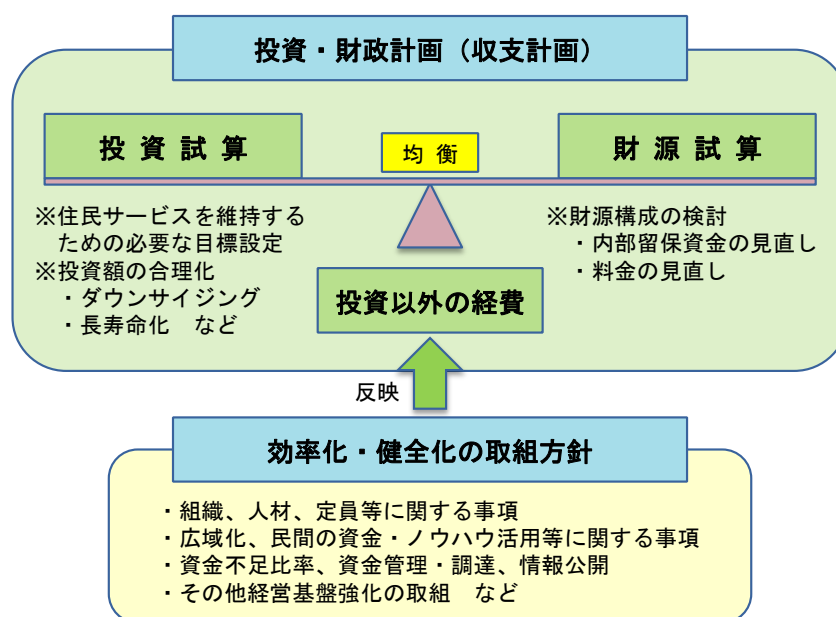 投資・財政計画（収支計画）
投 資 試 算
均 衡
財 源 試 算
※住民サービスを維持する
ための必要な目標設定
※投資額の合理化
・ダウンサイジング
・長寿命化　など
※財源構成の検討
・内部留保資金の見直し
・料金の見直し
投資以外の経費
反映
効率化・健全化の取組方針
・組織、人材、定員等に関する事項
・広域化、民間の資金・ノウハウ活用等に関する事項
・資金不足比率、資金管理・調達、情報公開
・その他経営基盤強化の取組　など